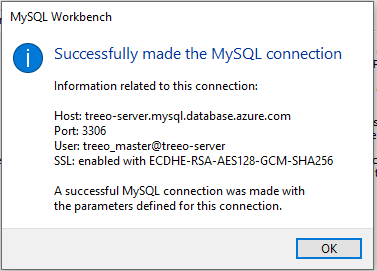 MySQL Workbench
Successfully made the MySQL connection
Information related to this connection:
Host: treeo-server.mysql.database.azure.com
Port: 3306
User: treeo_master@treeo-server
SSL: enabled with ECDHE-RSA-AES128-GCM-SHA256
A successful MySQL connection was made with
the parameters defined for this connection.
OK